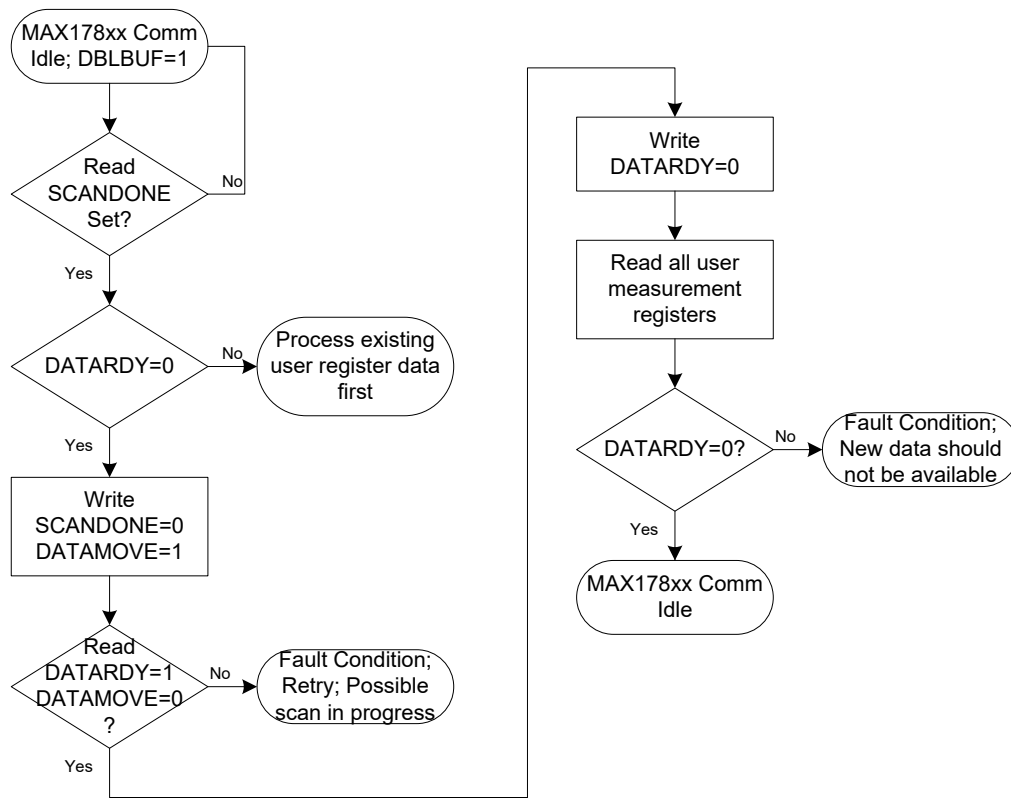 MAX178xx Comm
Idle; DBLBUF=1
Read
SCANDONE
Set?
No
Yes
DATARDY=0
No
Process existing
user register data
first
Yes
Write
SCANDONE=0
DATAMOVE=1
Read
DATARDY=1
DATAMOVE=0
?
No
Fault Condition;
Retry; Possible
scan in progress
Yes
Write
DATARDY=0
Read all user
measurement
registers
DATARDY=0?
No
Fault Condition;
New data should
not be available
Yes
MAX178xx Comm
Idle